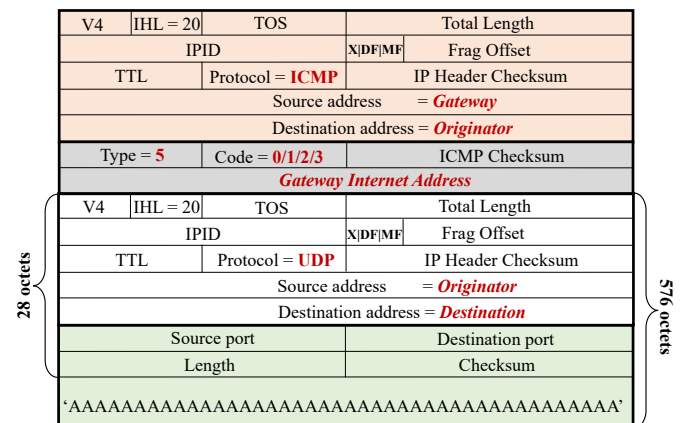 V4 IHL = 20 TOS Total Length
IPID X|DF|MF Frag Offset
TTL Protocol = ICMP IP Header Checksum
Source address = Gateway
Destination address = Originator
Type = 5 Code = 0/1/2/3 ICMP Checksum
Gateway Internet Address
V4 IHL = 20 TOS Total Length
IPID X|DF|MF Frag Offset
TTL Protocol = UDP IP Header Checksum
Source address = Originator
Destination address = Destination
Source port Destination port
Length Checksum
‘AAAAAAAAAAAAAAAAAAAAAAAAAAAAAAAAAAAAAAAAAA’
28 octets
576 octets